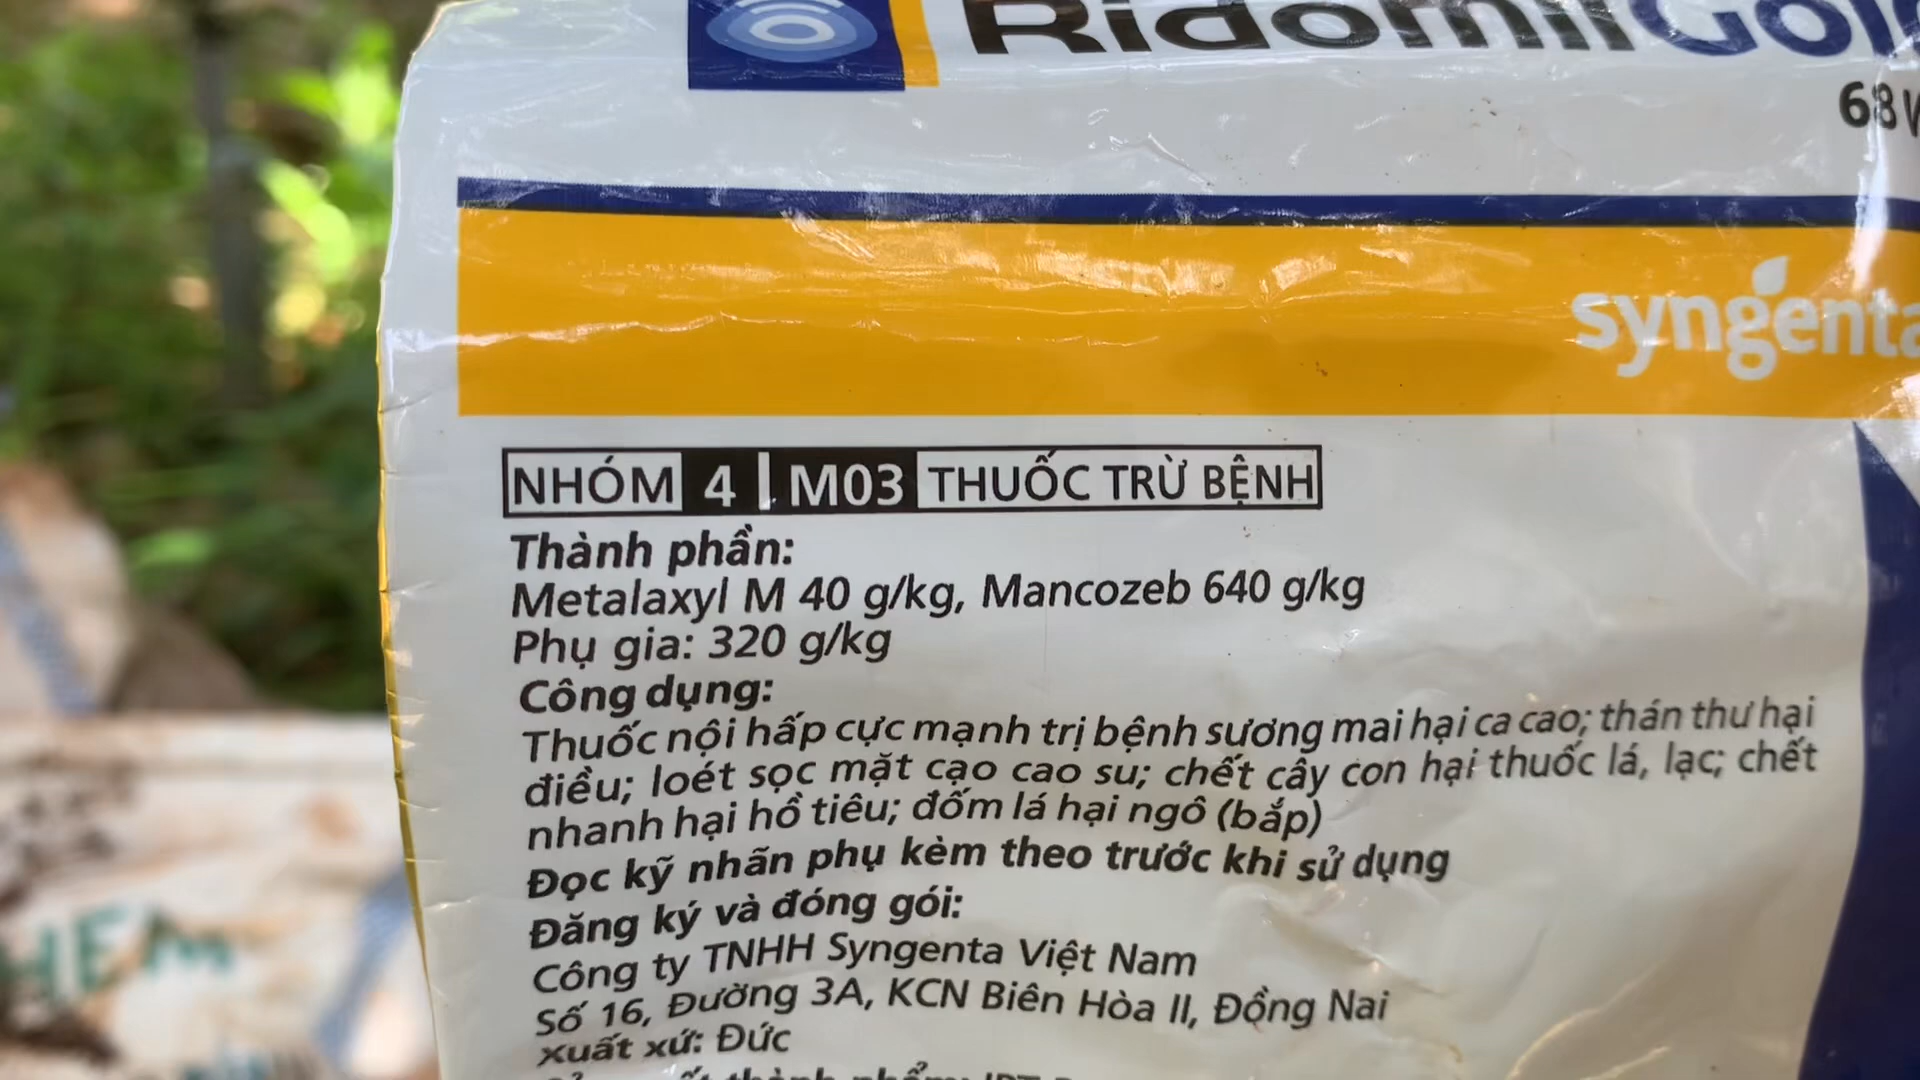 Ridomil Gold
68
syngenta
NHÓM 4 M03 THUỐC TRỪ BỆNH
Thành phần:
Metalaxyl M 40 g/kg, Mancozeb 640 g/kg
Phụ gia: 320 g/kg
Công dụng:
Thuốc nội hấp cực mạnh trị bệnh sương mai hại ca cao; thán thư hại
điều; loét sọc mặt cạo cao su; chết cây con hại thuốc lá, lạc; chết
nhanh hại hồ tiêu; đốm lá hại ngô (bắp)
Đọc kỹ nhãn phụ kèm theo trước khi sử dụng
Đăng ký và đóng gói:
Công ty TNHH Syngenta Việt Nam
Số 16, Đường 3A, KCN Biên Hòa II, Đồng Nai
Xuất xứ: Đức